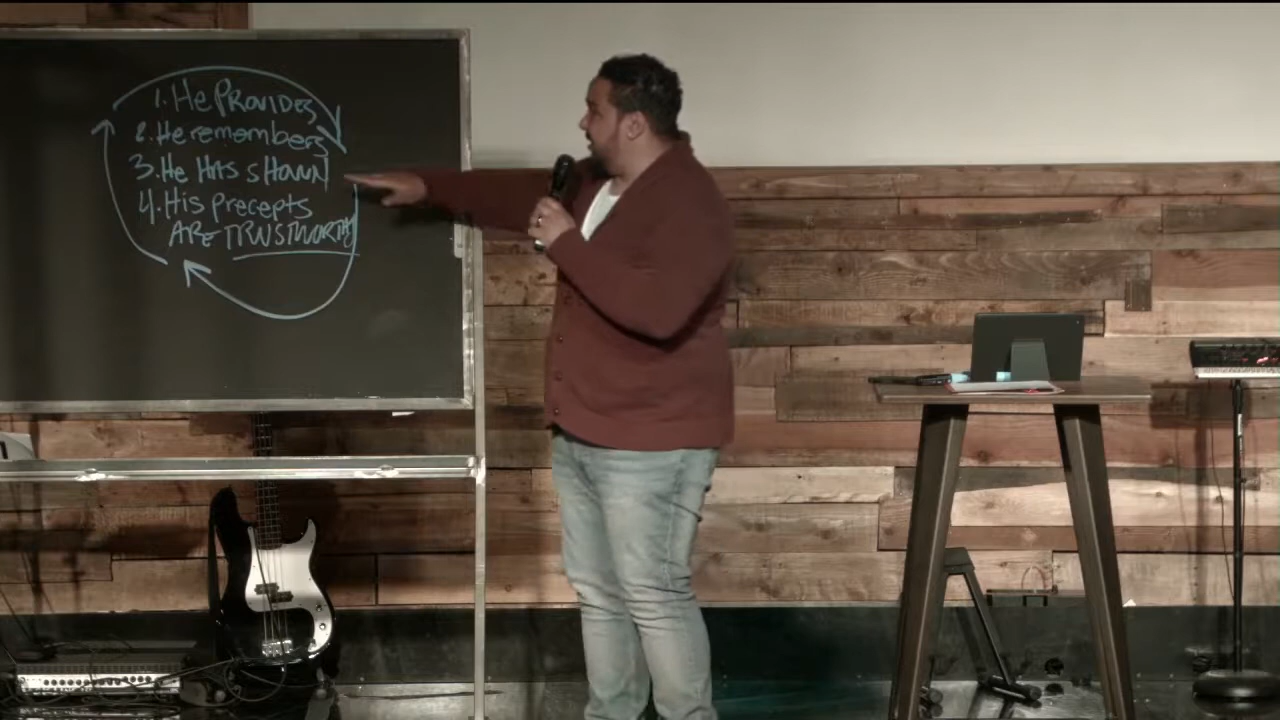 1. He PROVIDES
2. He remembers
3. He HAS SHOWN
4. His Precepts
ARE TRUSTWORTHY